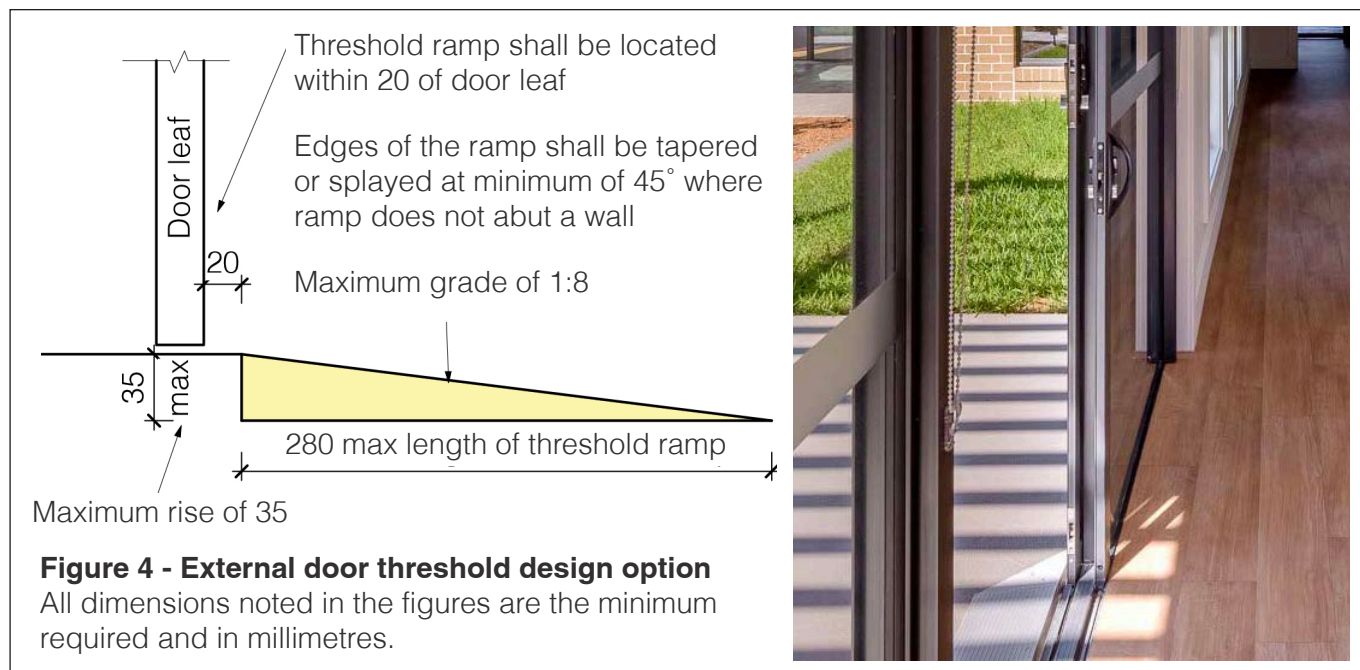 Threshold ramp shall be located
within 20 of door leaf
Door leaf
Edges of the ramp shall be tapered
or splayed at minimum of 45° where
ramp does not abut a wall
20
Maximum grade of 1:8
35
max
280 max length of threshold ramp
Maximum rise of 35
Figure 4 - External door threshold design option
All dimensions noted in the figures are the minimum
required and in millimetres.